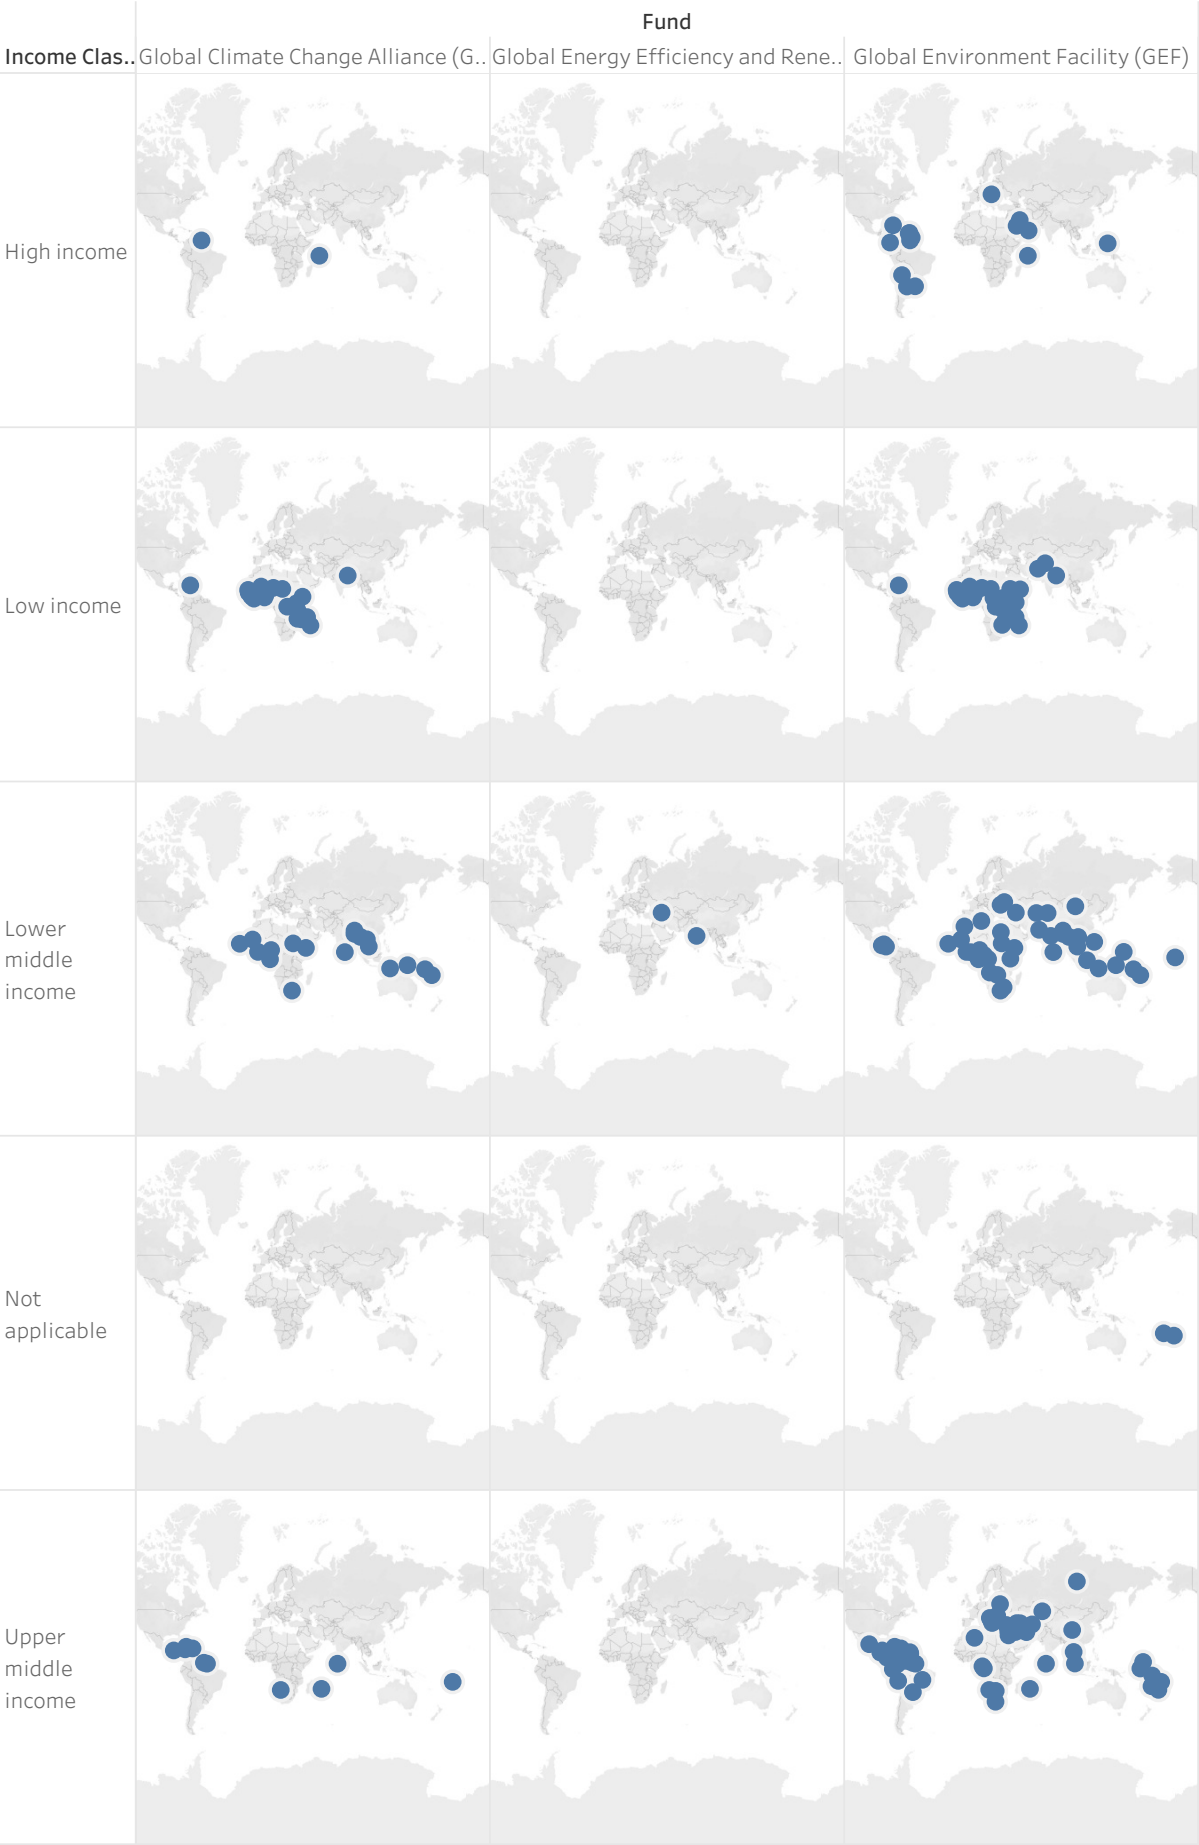 Fund
Income Clas.. Global Climate Change Alliance (G.. Global Energy Efficiency and Rene.. Global Environment Facility (GEF)
High income
Low income
Lower
middle
income
Not
applicable
Upper
middle
income